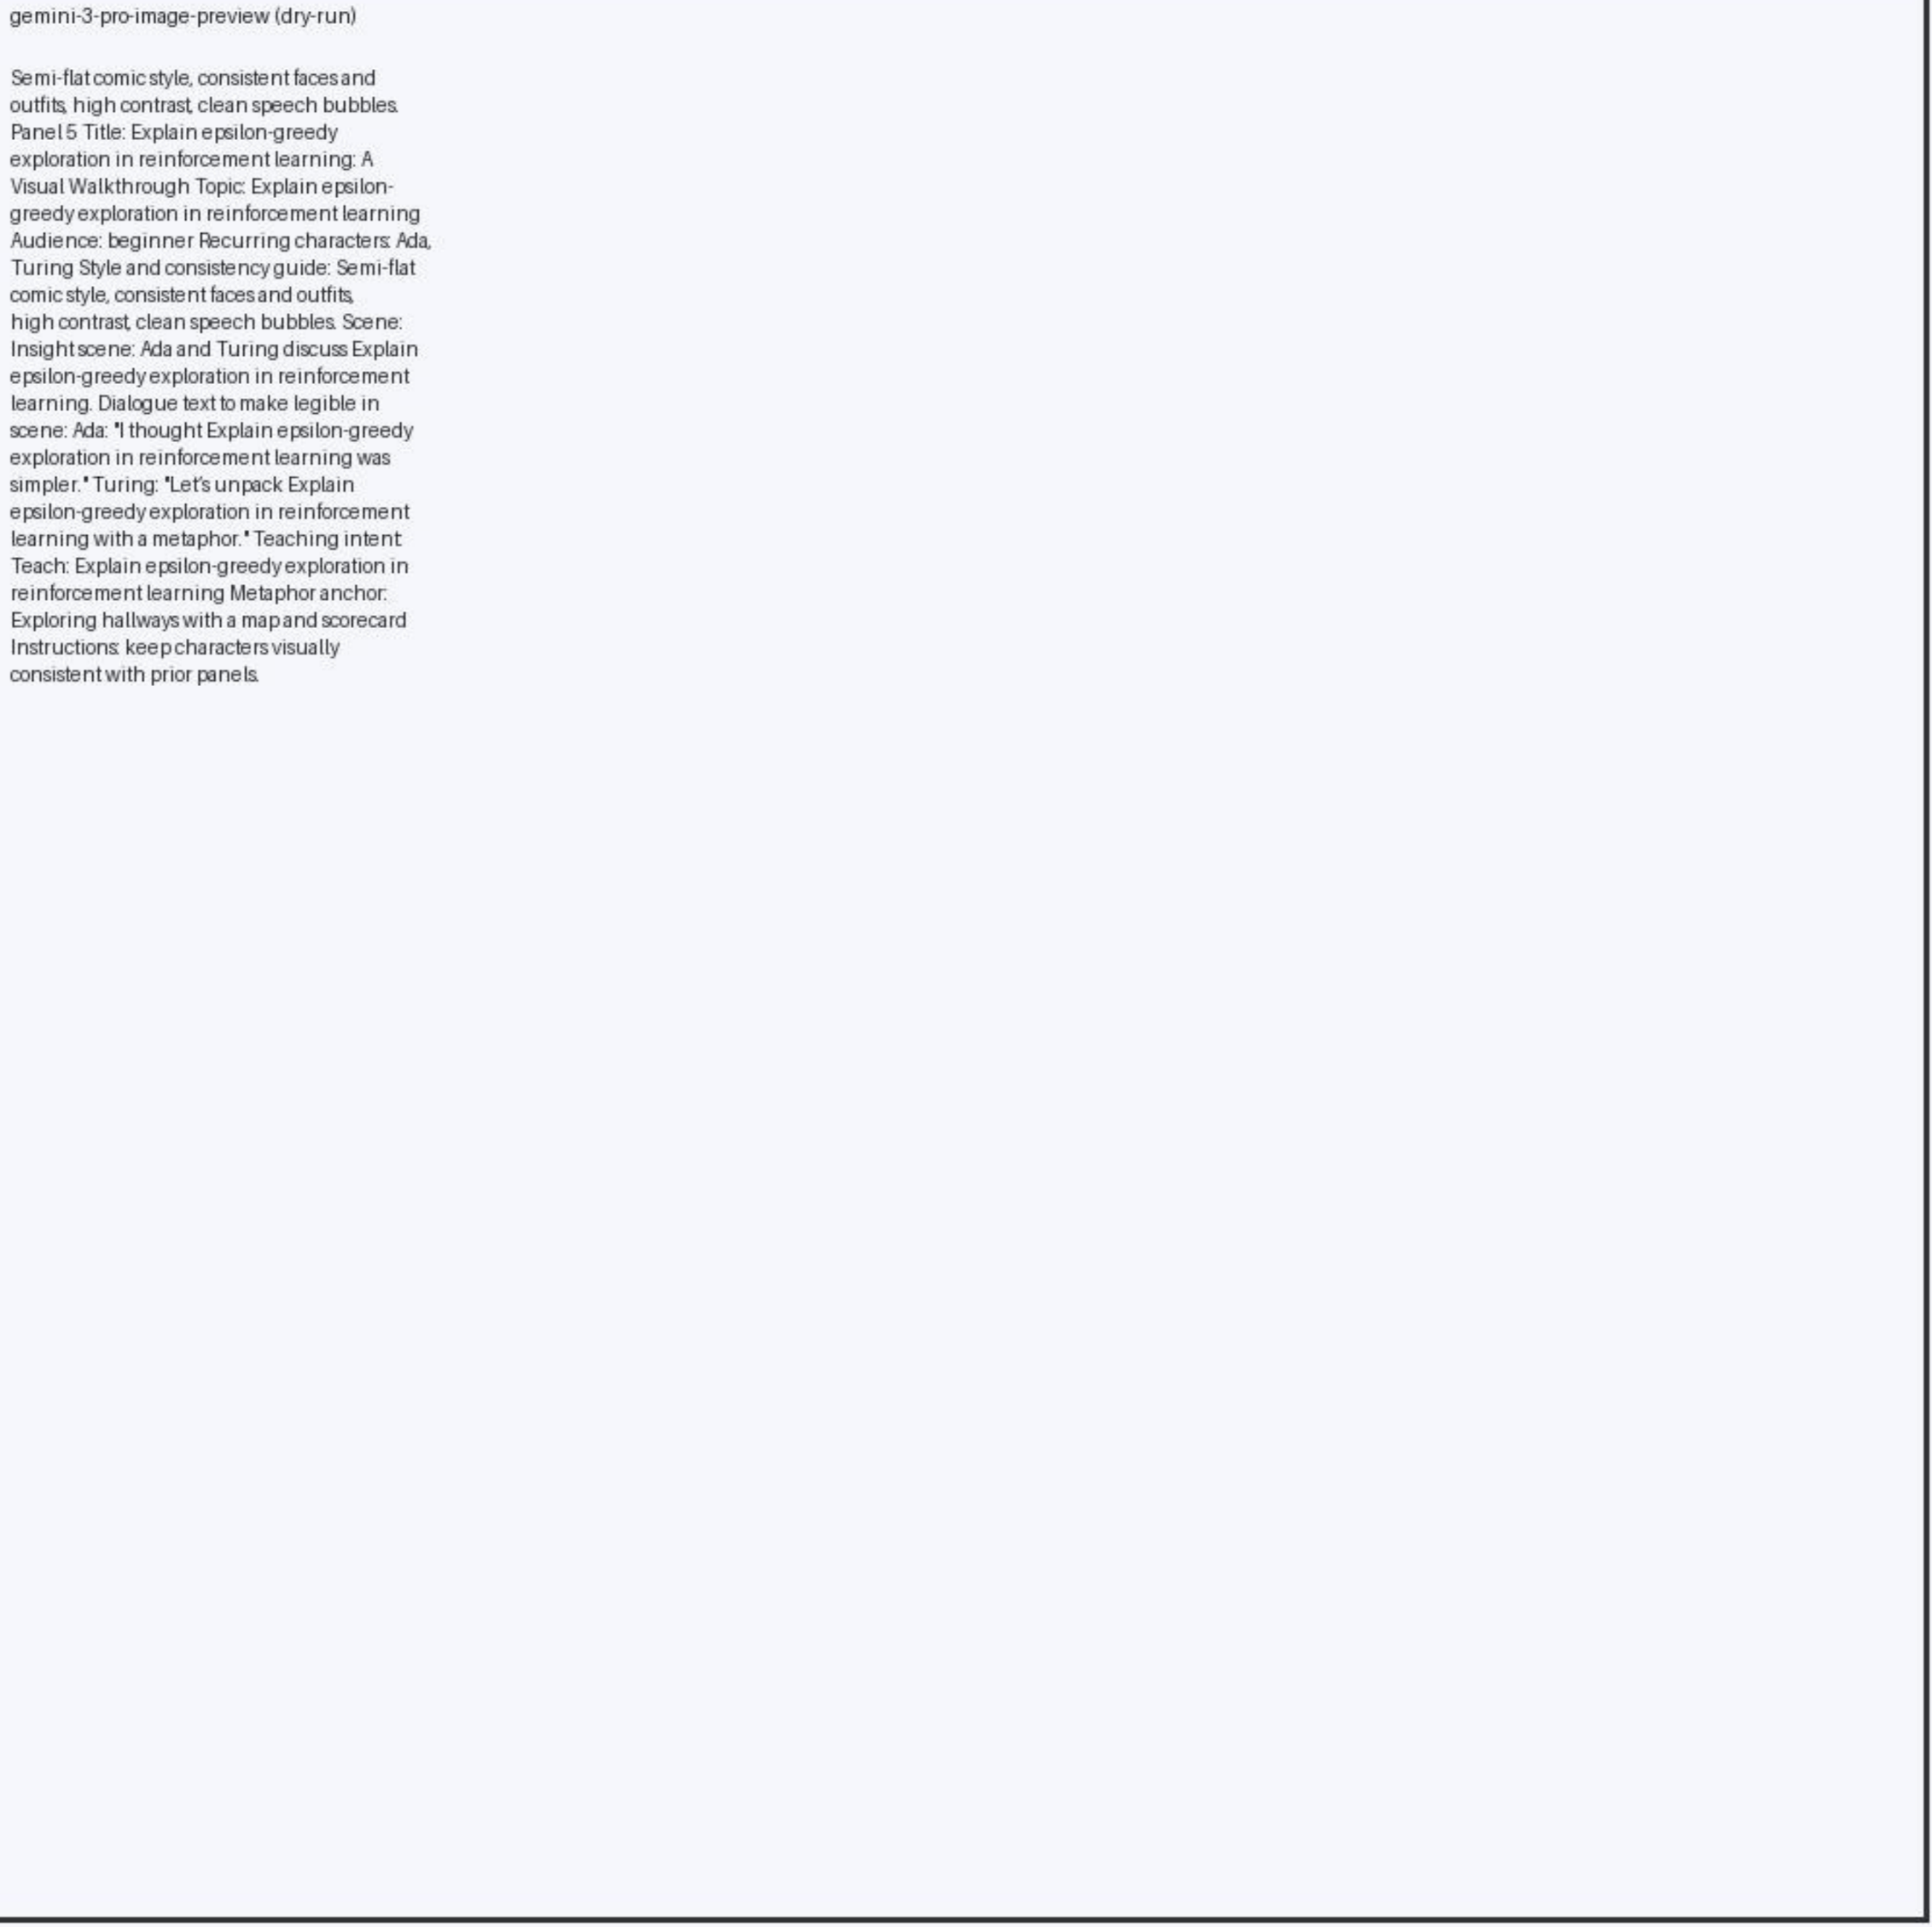 gemini-3-pro-image-preview (dry-run)
Semi-flat comic style, consistent faces and
outfits, high contrast, clean speech bubbles.
Panel 5 Title: Explain epsilon-greedy
exploration in reinforcement learning: A
Visual Walkthrough Topic: Explain epsilon-
greedy exploration in reinforcement learning
Audience: beginner Recurring characters: Ada,
Turing Style and consistency guide: Semi-flat
comic style, consistent faces and outfits,
high contrast, clean speech bubbles. Scene:
Insight scene: Ada and Turing discuss Explain
epsilon-greedy exploration in reinforcement
learning. Dialogue text to make legible in
scene: Ada: "I thought Explain epsilon-greedy
exploration in reinforcement learning was
simpler." Turing: "Let's unpack Explain
epsilon-greedy exploration in reinforcement
learning with a metaphor." Teaching intent:
Teach: Explain epsilon-greedy exploration in
reinforcement learning Metaphor anchor:
Exploring hallways with a map and scorecard
Instructions: keep characters visually
consistent with prior panels.